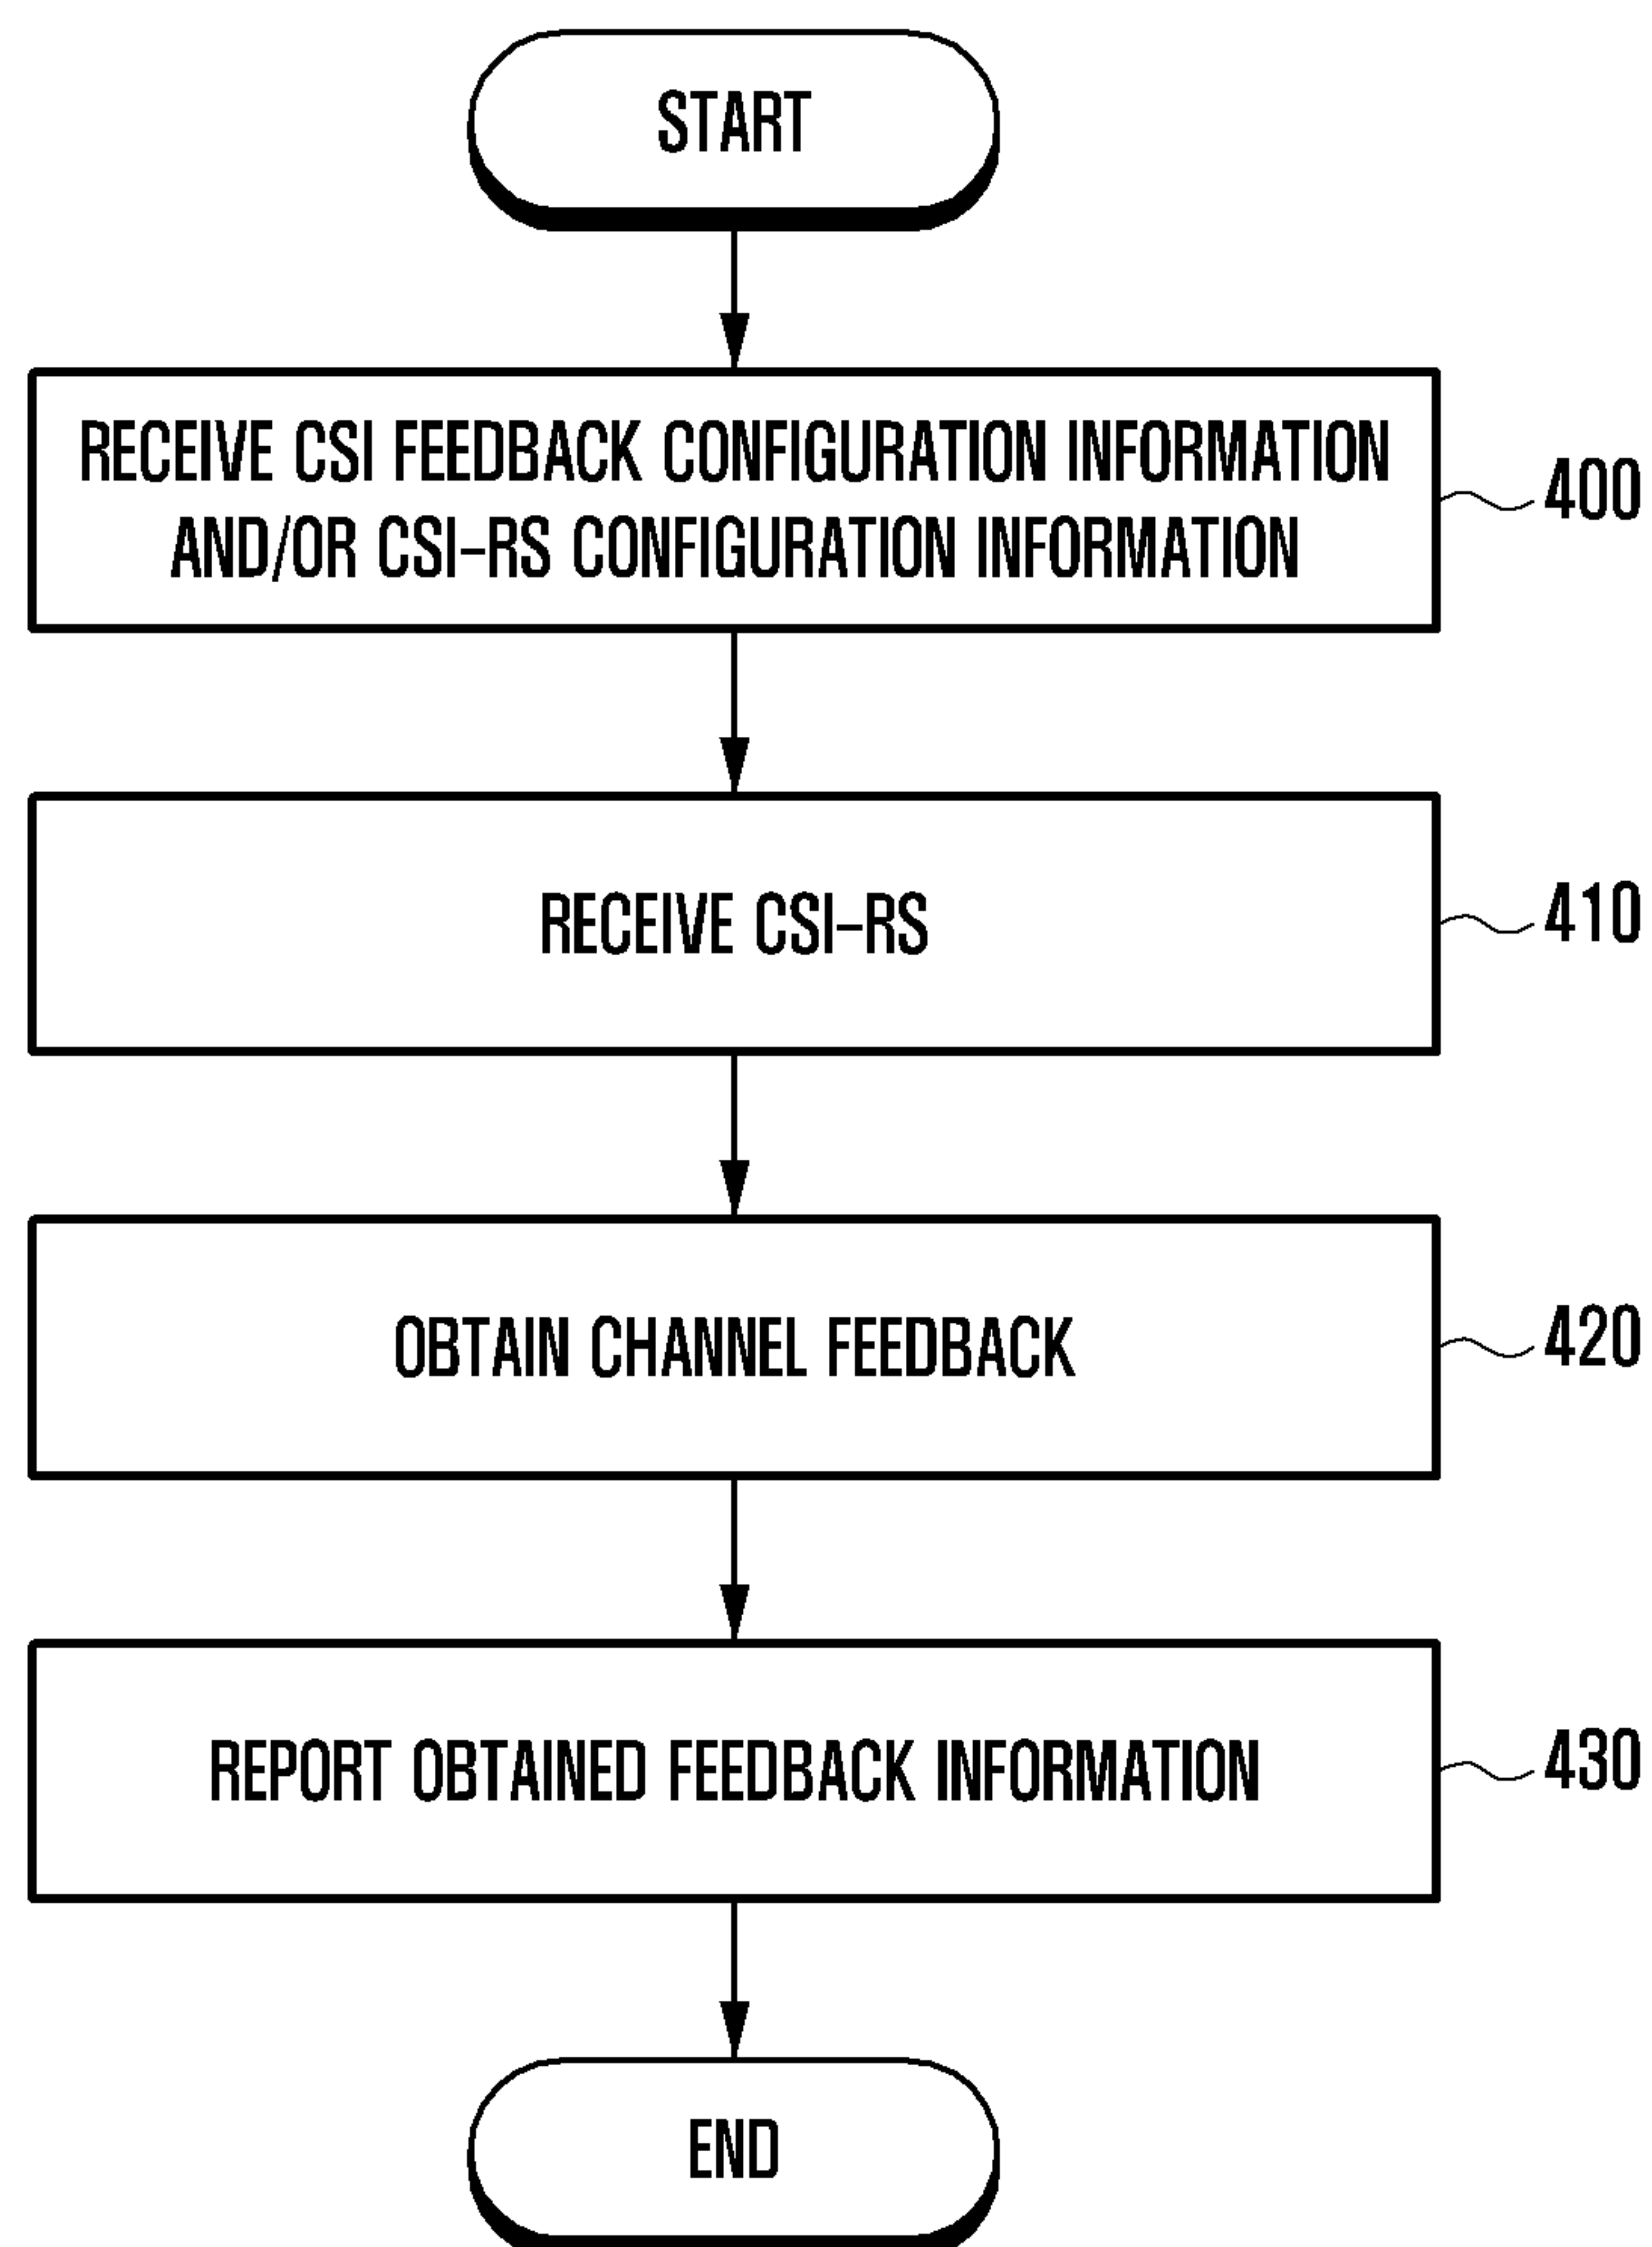 START
RECEIVE CSI FEEDBACK CONFIGURATION INFORMATION
AND/OR CSI-RS CONFIGURATION INFORMATION
400
RECEIVE CSI-RS
410
OBTAIN CHANNEL FEEDBACK
420
REPORT OBTAINED FEEDBACK INFORMATION
430
END